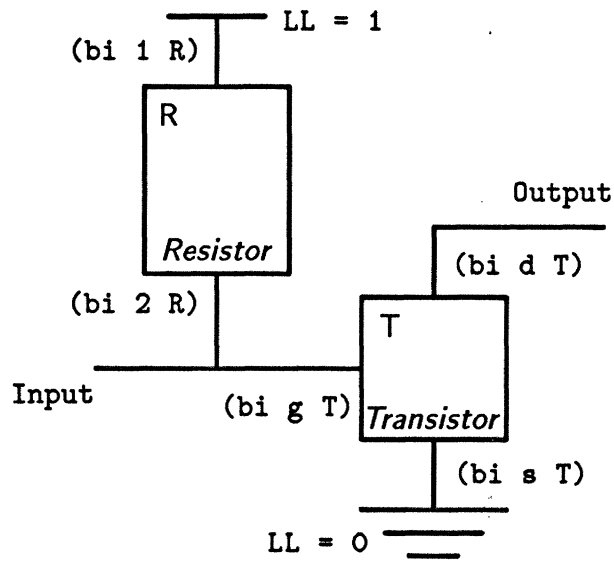 LL = 1
(bi 1 R)
R
Resistor
Output
(bi 2 R)
(bi d T)
T
Input
(bi g T)
Transistor
(bi s T)
LL = 0